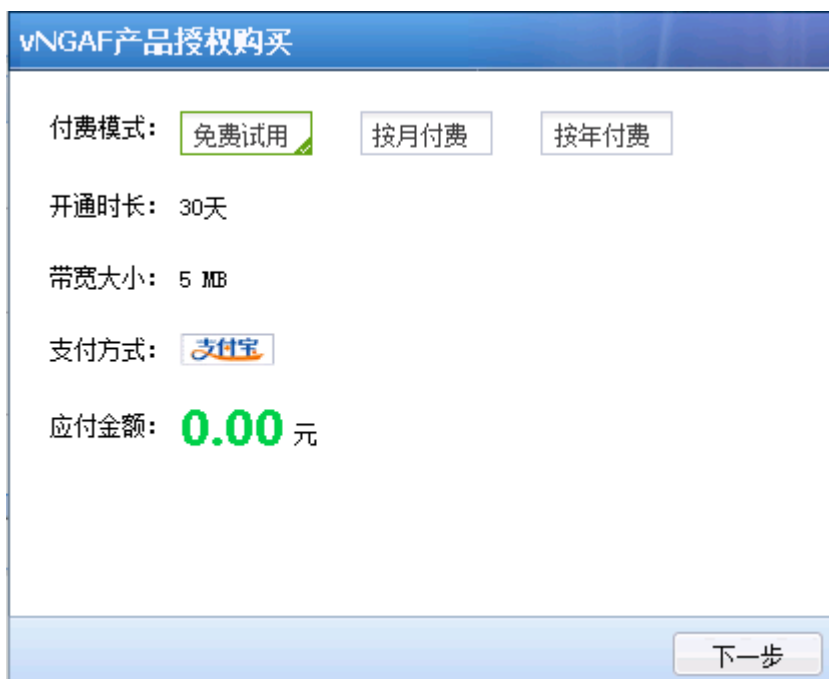 vNGAF产品授权购买
付费模式： 免费试用 按月付费 按年付费
开通时长： 30天
带宽大小： 5 MB
支付方式： 支付宝
应付金额： 0.00 元
下一步